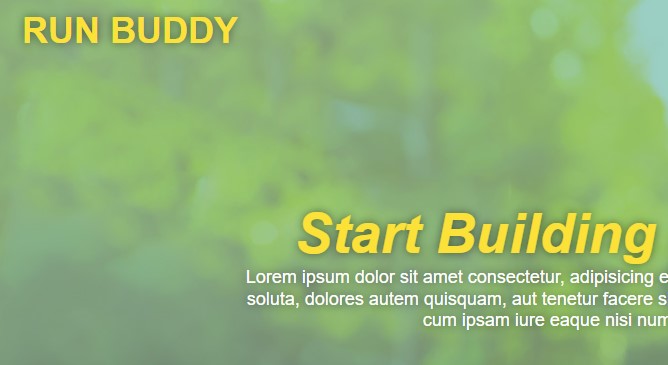 RUN BUDDY
Start Building
Lorem ipsum dolor sit amet consectetur, adipisicing e
soluta, dolores autem quisquam, aut tenetur facere s
cum ipsam iure eaque nisi num